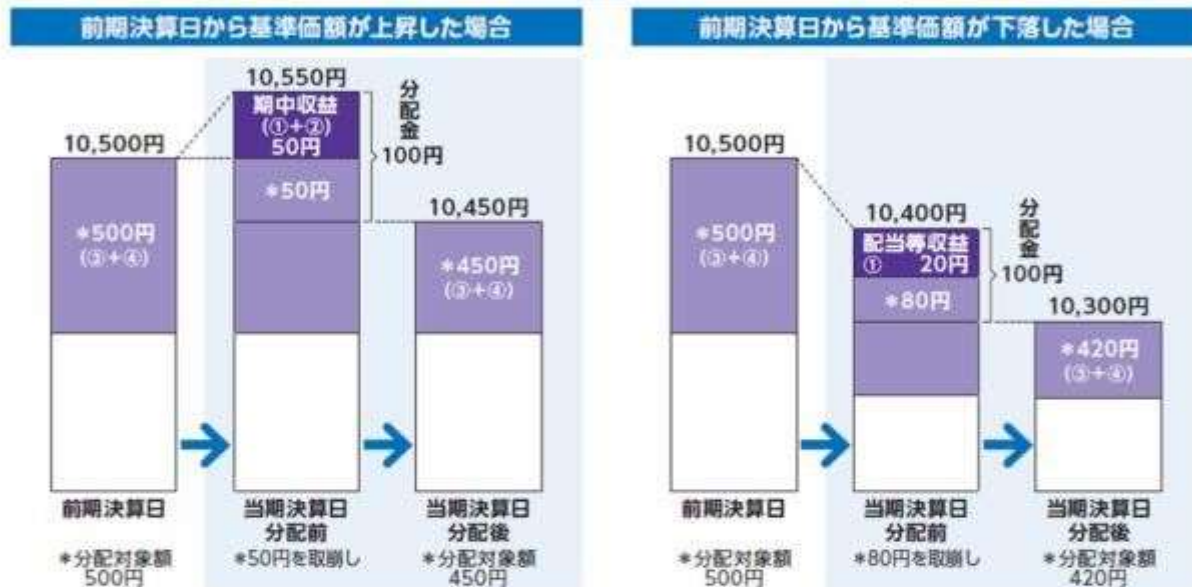 前期決算日から基準価額が上昇した場合
10,550円
期中収益
(①+②)
50円
分配金
100円
10,500円
*50円
10,450円
*500円
(③+④)
*450円
(③+④)
前期決算日
当期決算日
分配前
当期決算日
分配後
*分配対象額
500円
*50円を取崩し
*分配対象額
450円
前期決算日から基準価額が下落した場合
10,500円
10,400円
配当等収益
① 20円
分配金
100円
*500円
(③+④)
*80円
10,300円
*420円
(③+④)
前期決算日
当期決算日
分配前
当期決算日
分配後
*分配対象額
500円
*80円を取崩し
*分配対象額
420円